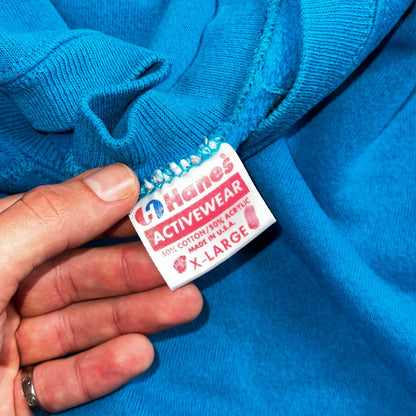 Hanes
ACTIVEWEAR
50% COTTON/50% ACRYLIC
MADE IN U.S.A.
X-LARGE